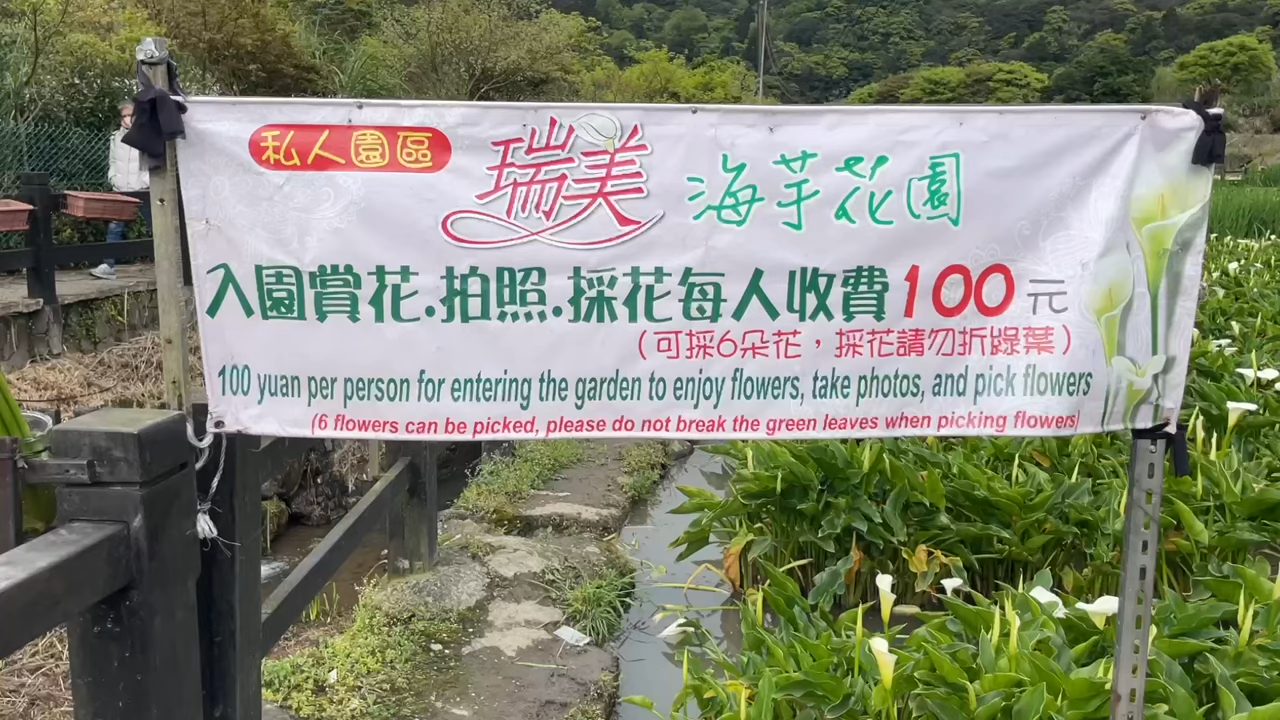 私人園區
瑞美 海芋花園
入園賞花.拍照.採花每人收費100元
(可採6朵花，採花請勿折綠葉)
100 yuan per person for entering the garden to enjoy flowers, take photos, and pick flowers
(6 flowers can be picked, please do not break the green leaves when picking flowers)